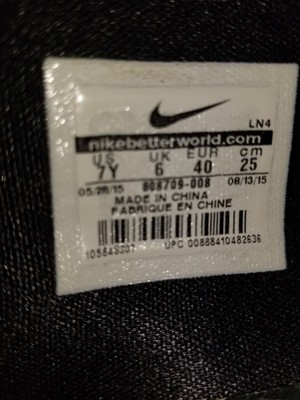 LN4
nikebetterworld.com
US UK EUR cm
7Y 6 40 25
05/28/15 808709-008 08/13/15
MADE IN CHINA
FABRIQUE EN CHINE
UPC 00888410482636